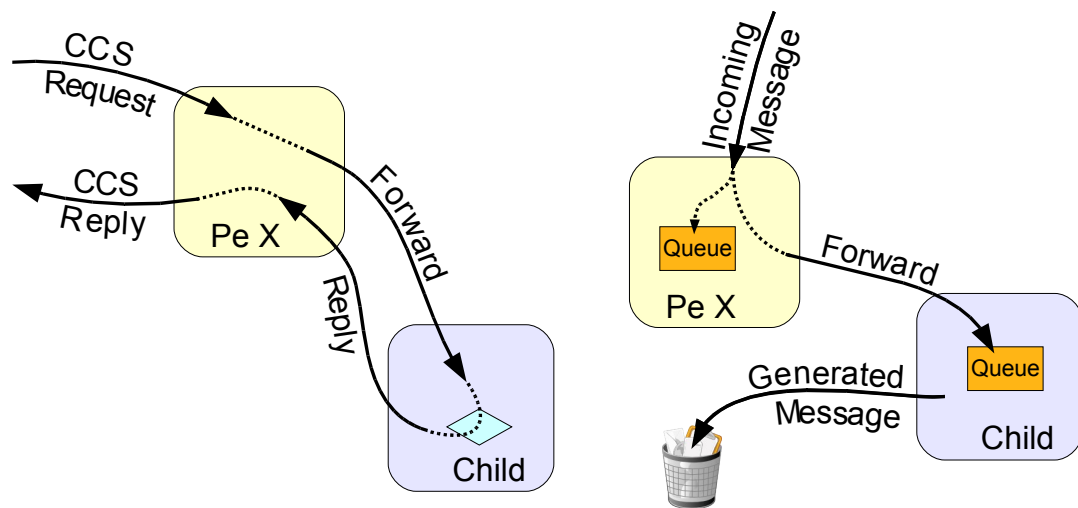 CCS
Request
CCS
Reply
Pe X
Forward
Reply
Child
Incoming
Message
Queue
Pe X
Forward
Queue
Generated
Message
Child